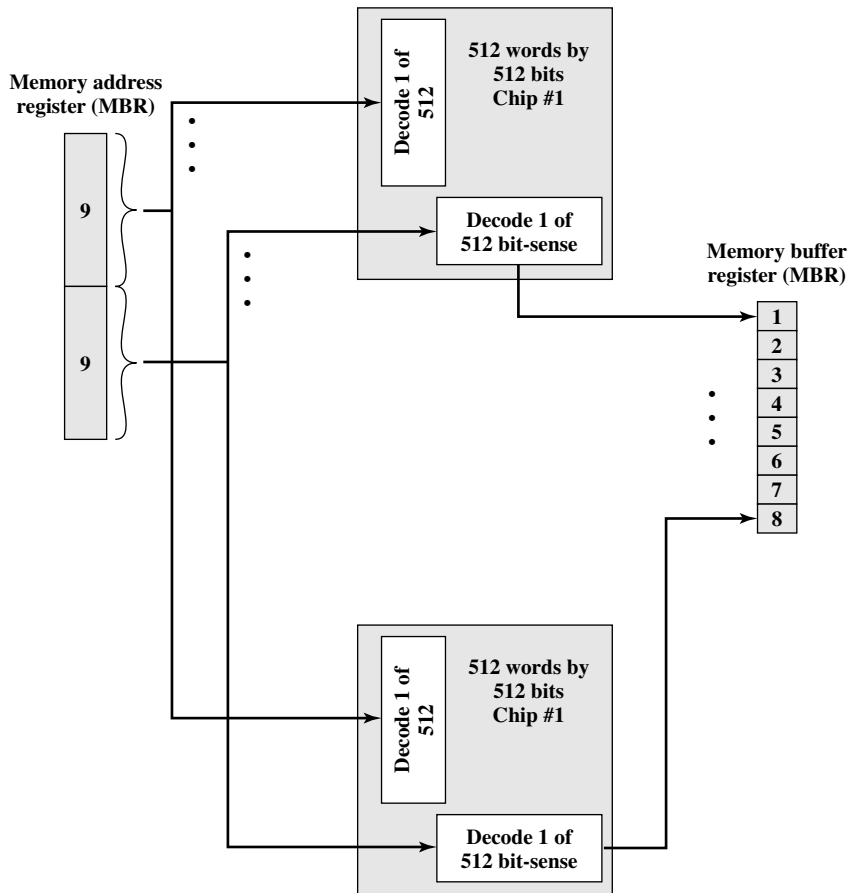 512 words by
512 bits
Chip #1
Decode 1 of
512
Memory address
register (MBR)
9
9
Decode 1 of
512 bit-sense
Memory buffer
register (MBR)
1
2
3
4
5
6
7
8
512 words by
512 bits
Chip #1
Decode 1 of
512
Decode 1 of
512 bit-sense